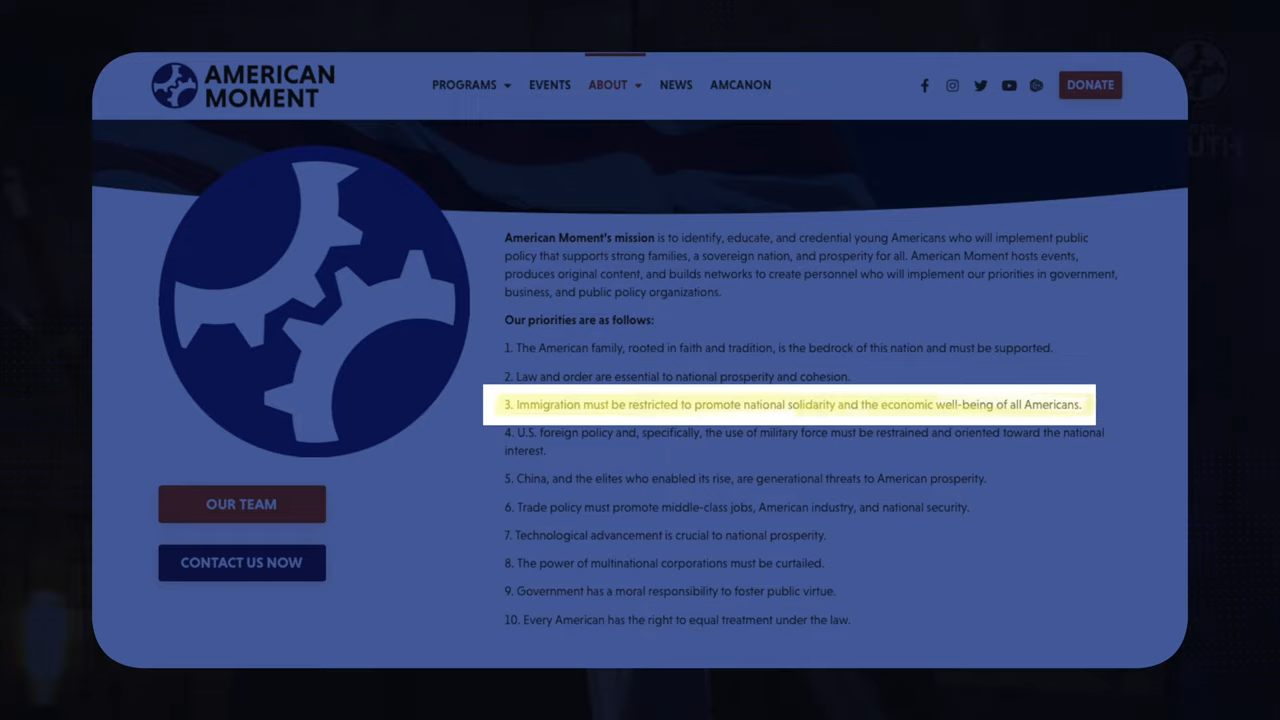 AMERICAN
MOMENT
PROGRAMS
EVENTS
ABOUT
NEWS
AMCANON
DONATE
UTH
American Moment's mission is to identify, educate, and credential young Americans who will implement public
policy that supports strong families, a sovereign nation, and prosperity for all. American Moment hosts events,
produces original content, and builds networks to create personnel who will implement our priorities in government,
business, and public policy organizations.
Our priorities are as follows:
1. The American family, rooted in faith and tradition, is the bedrock of this nation and must be supported.
2. Law and order are essential to national prosperity and cohesion.
3. Immigration must be restricted to promote national solidarity and the economic well-being of all Americans.
4. U.S. foreign policy and, specifically, the use of military force must be restrained and oriented toward the national
interest.
5. China, and the elites who enabled its rise, are generational threats to American prosperity.
6. Trade policy must promote middle-class jobs, American industry, and national security.
7. Technological advancement is crucial to national prosperity.
8. The power of multinational corporations must be curtailed.
9. Government has a moral responsibility to foster public virtue.
10. Every American has the right to equal treatment under the law.
OUR TEAM
CONTACT US NOW